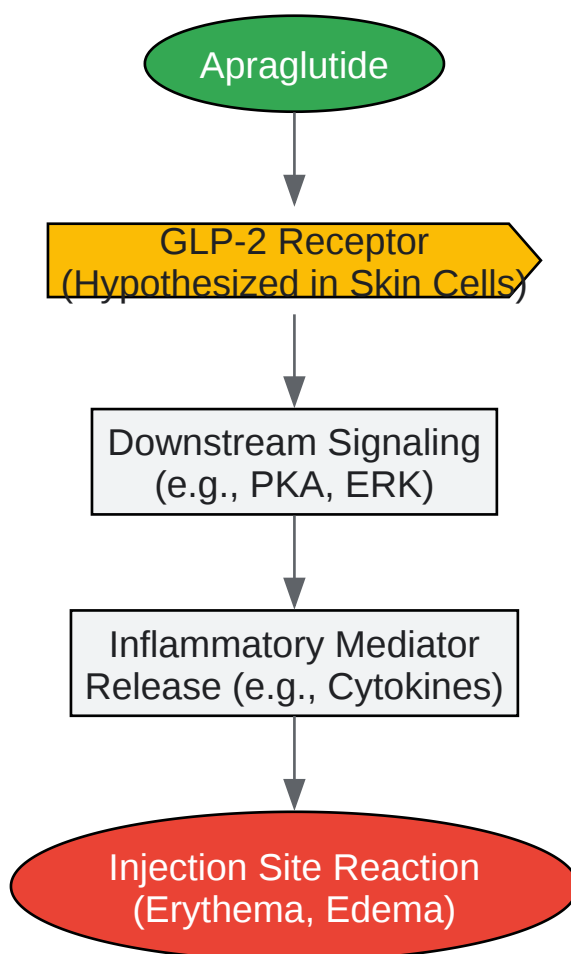 Apraglutide
GLP-2 Receptor
(Hypothesized in Skin Cells)
Downstream Signaling
(e.g., PKA, ERK)
Inflammatory Mediator
Release (e.g., Cytokines)
Injection Site Reaction
(Erythema, Edema)